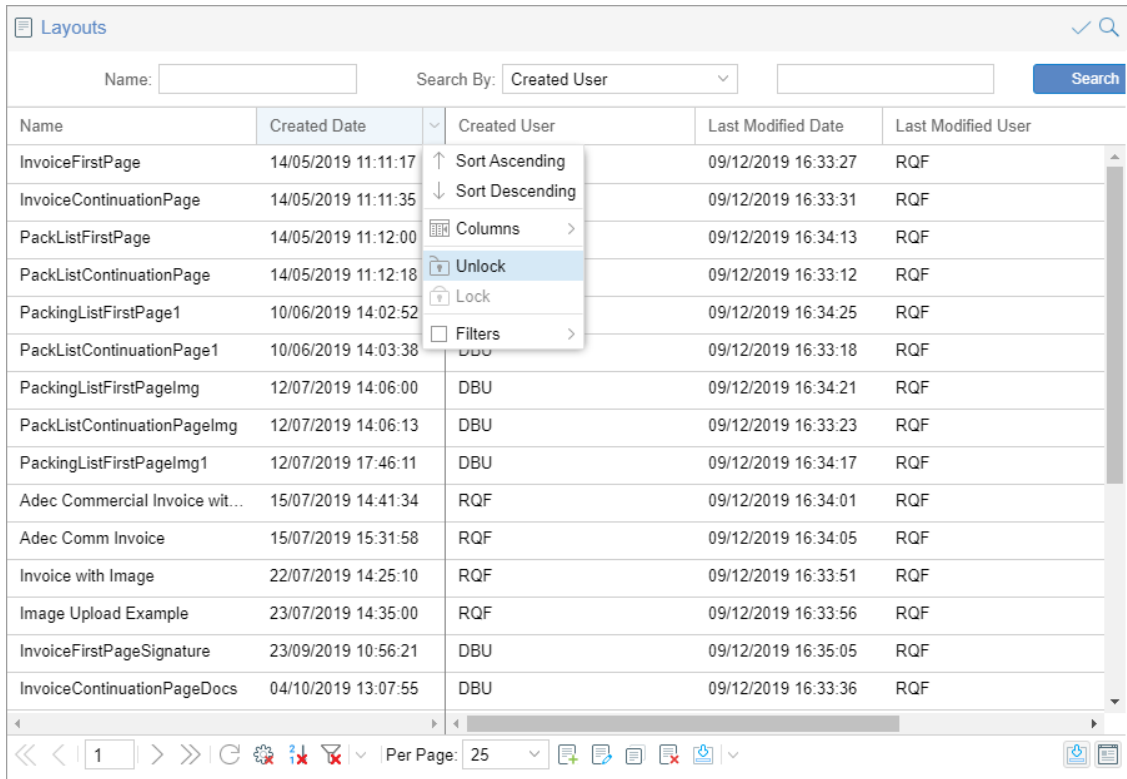 Layouts
Name: Search By: Created User Search
Name Created Date Created User Last Modified Date Last Modified User
InvoiceFirstPage 14/05/2019 11:11:17 Sort Ascending 09/12/2019 16:33:27 RQF
Sort Descending
InvoiceContinuationPage 14/05/2019 11:11:35 09/12/2019 16:33:31 RQF
PackListFirstPage 14/05/2019 11:12:00 Columns 09/12/2019 16:34:13 RQF
PackListContinuationPage 14/05/2019 11:12:18 Unlock 09/12/2019 16:33:12 RQF
Lock
PackingListFirstPage1 10/06/2019 14:02:52 09/12/2019 16:34:25 RQF
Filters
PackListContinuationPage1 10/06/2019 14:03:38 DBU 09/12/2019 16:33:18 RQF
PackingListFirstPageImg 12/07/2019 14:06:00 DBU 09/12/2019 16:34:21 RQF
PackListContinuationPageImg 12/07/2019 14:06:13 DBU 09/12/2019 16:33:23 RQF
PackingListFirstPageImg1 12/07/2019 17:46:11 DBU 09/12/2019 16:34:17 RQF
Adec Commercial Invoice wit... 15/07/2019 14:41:34 RQF 09/12/2019 16:34:01 RQF
Adec Comm Invoice 15/07/2019 15:31:58 RQF 09/12/2019 16:34:05 RQF
Invoice with Image 22/07/2019 14:25:10 RQF 09/12/2019 16:33:51 RQF
Image Upload Example 23/07/2019 14:35:00 RQF 09/12/2019 16:33:56 RQF
InvoiceFirstPageSignature 23/09/2019 10:56:21 DBU 09/12/2019 16:35:05 RQF
InvoiceContinuationPageDocs 04/10/2019 13:07:55 DBU 09/12/2019 16:33:36 RQF
1 Per Page: 25